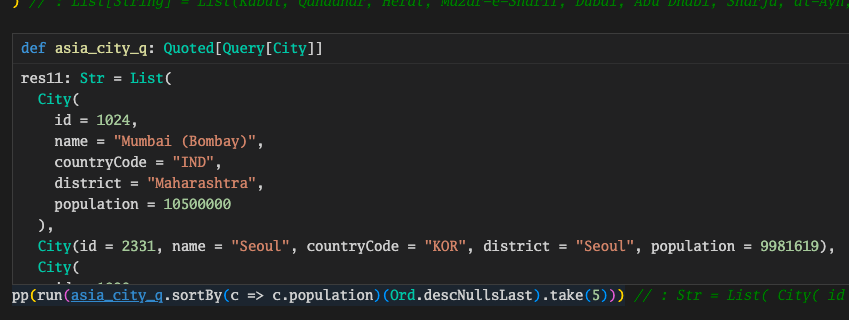 ) // : List[String] = List(Kabul, Qandahar, Herat, Mazar-e-Sharif, Dubai, Abu Dhabi, Sharja, al-Ayn,
def asia_city_q: Quoted[Query[City]]
res11: Str = List(
City(
id = 1024,
name = "Mumbai (Bombay)",
countryCode = "IND",
district = "Maharashtra",
population = 10500000
),
City(id = 2331, name = "Seoul", countryCode = "KOR", district = "Seoul", population = 9981619),
City(
pp(run(asia_city_q.sortBy(c => c.population)(Ord.descNullsLast).take(5))) // : Str = List( City( id